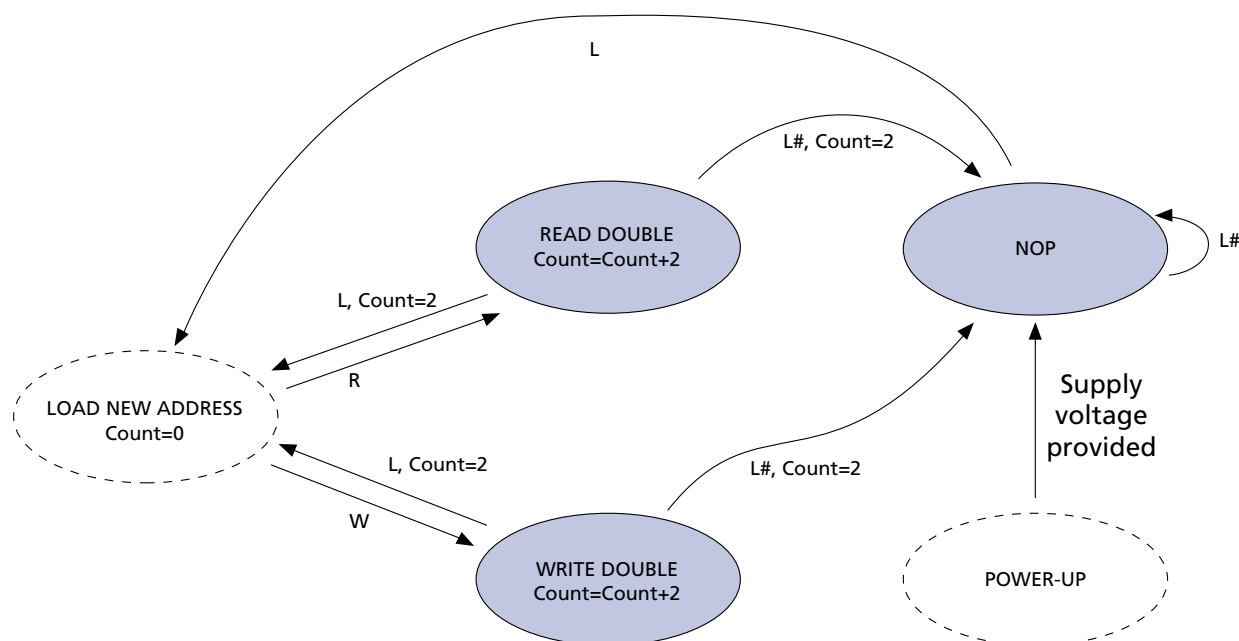 L
L#, Count=2
READ DOUBLE
Count=Count+2
NOP
L#
L, Count=2
R
LOAD NEW ADDRESS
Count=0
Supply
voltage
provided
L, Count=2
L#, Count=2
W
WRITE DOUBLE
Count=Count+2
POWER-UP